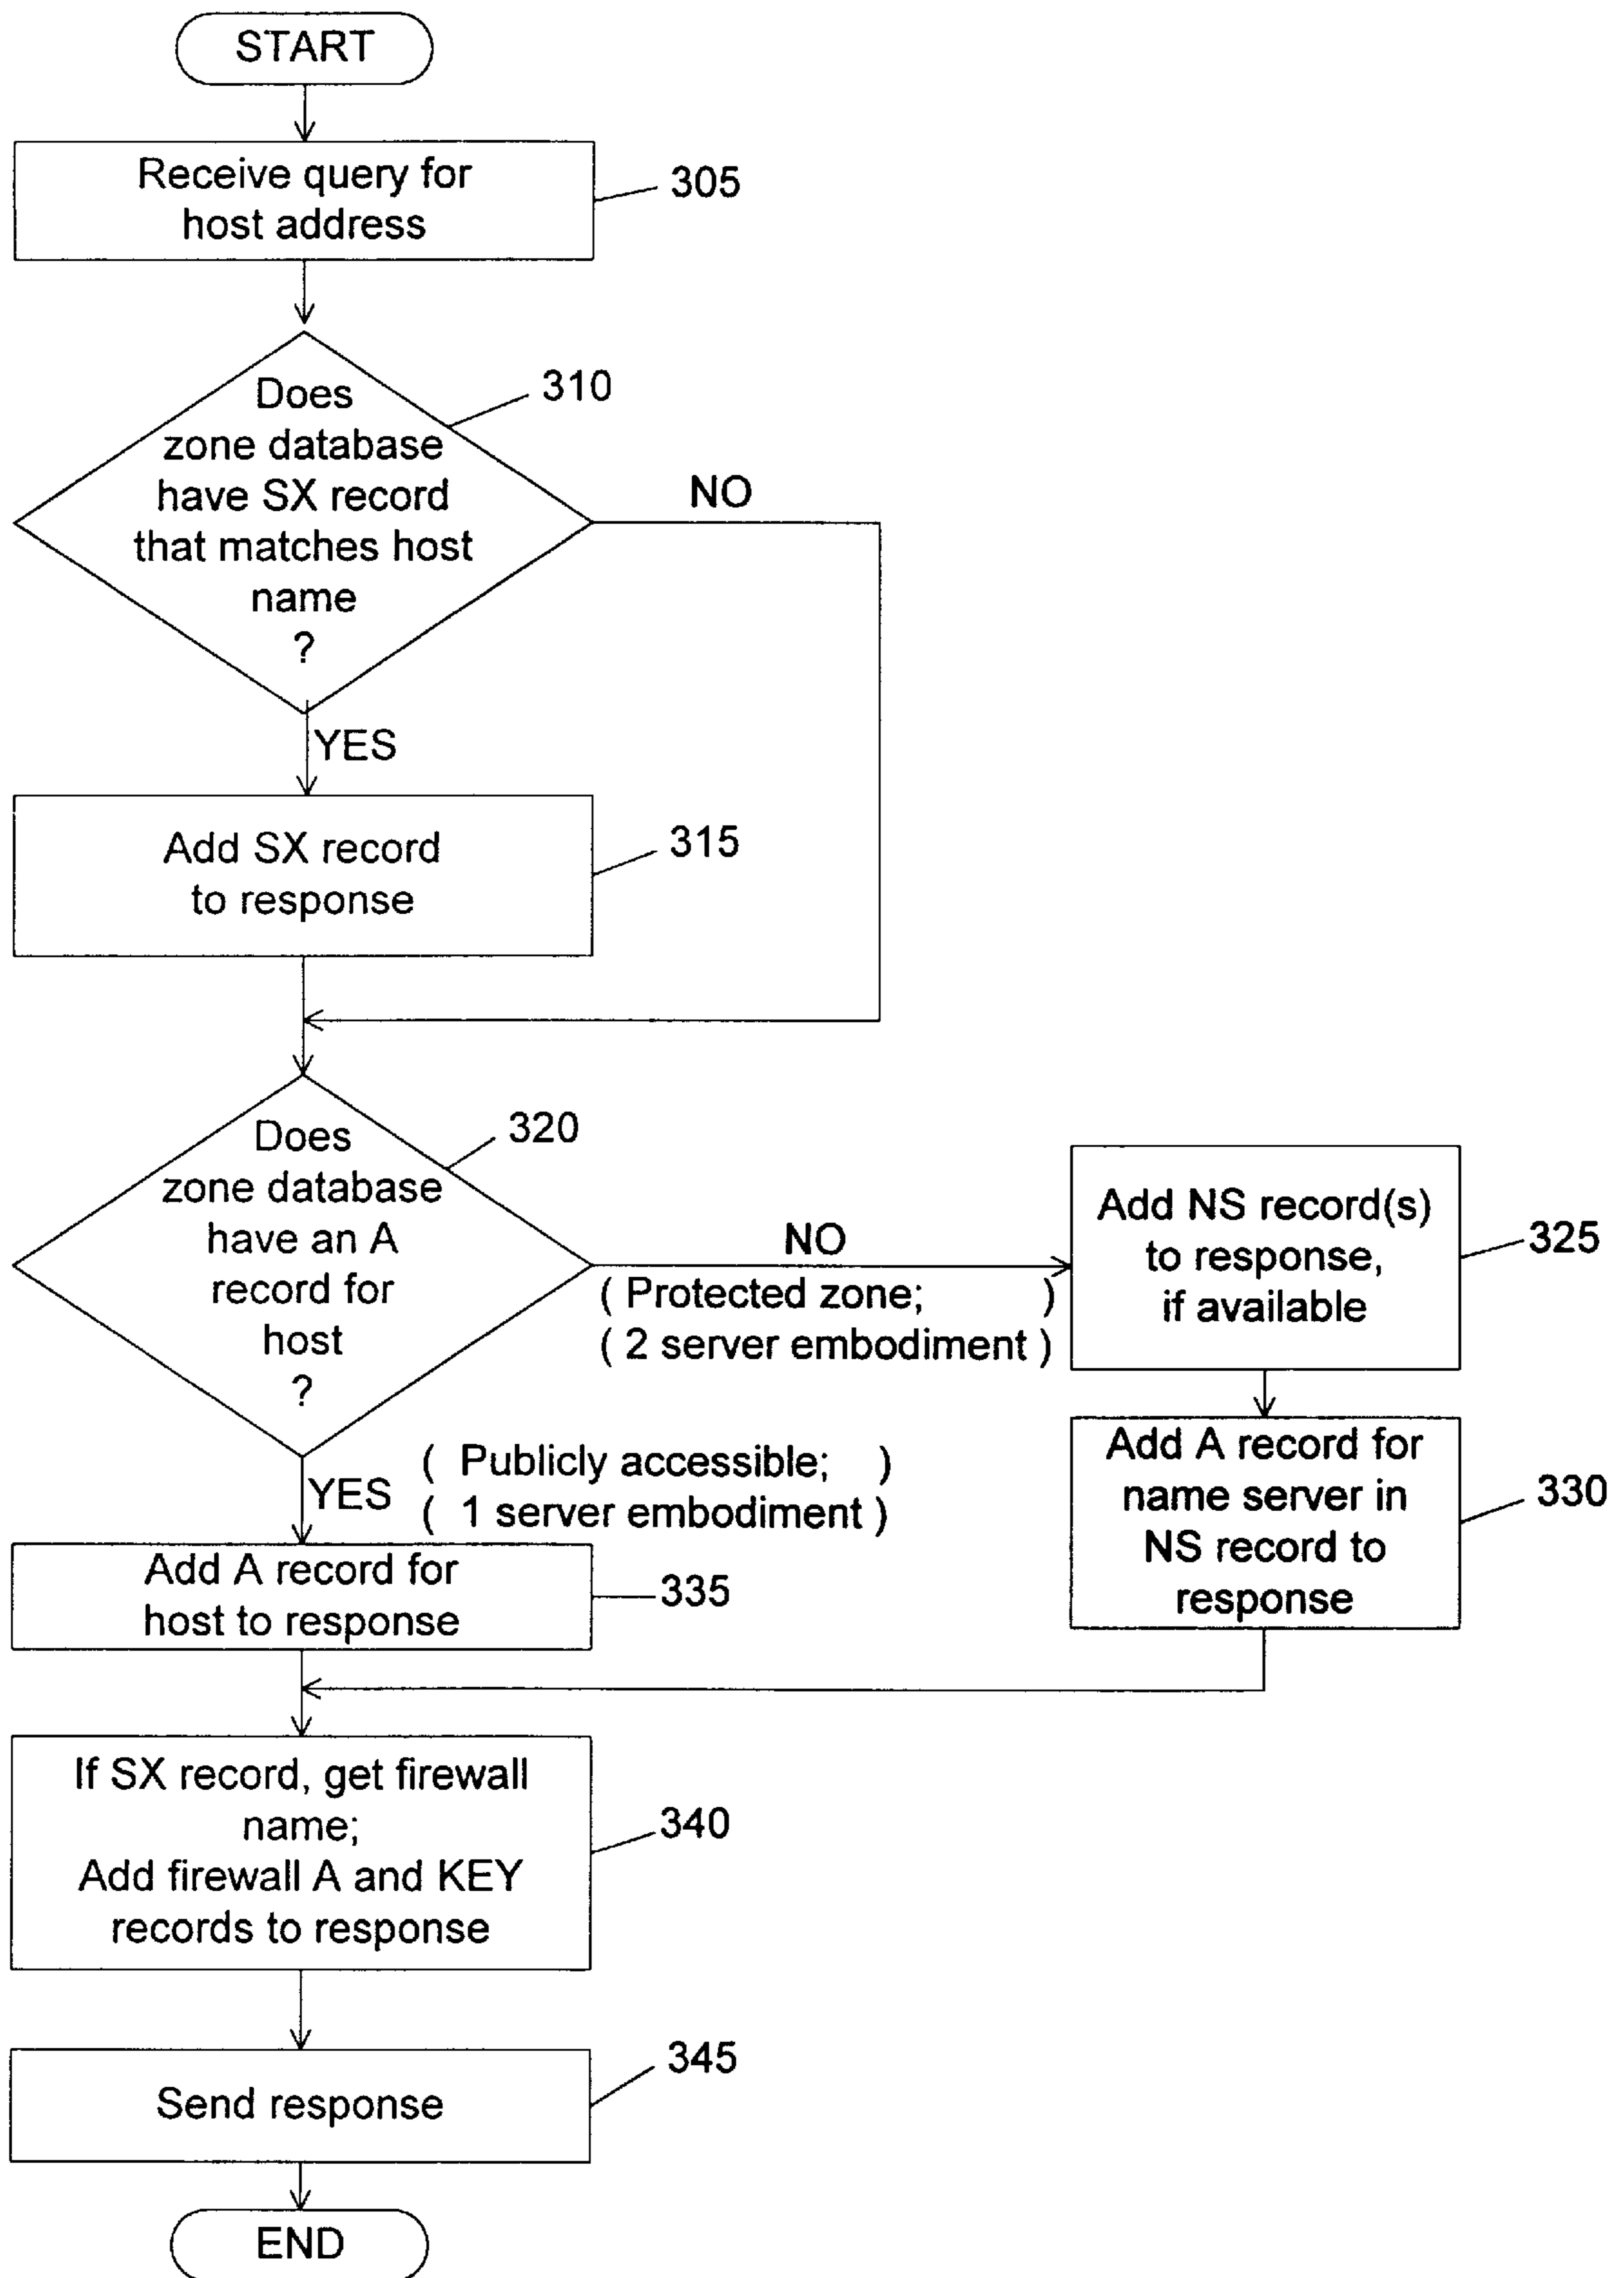 START
Receive query for
host address
305
Does
zone database
have SX record
that matches host
name
?
310
NO
YES
Add SX record
to response
315
Does
zone database
have an A
record for
host
?
320
NO
( Protected zone; )
( 2 server embodiment )
Add NS record(s)
to response,
if available
325
Add A record for
name server in
NS record to
response
330
YES
( Publicly accessible; )
( 1 server embodiment )
Add A record for
host to response
335
If SX record, get firewall
name;
Add firewall A and KEY
records to response
340
Send response
345
END